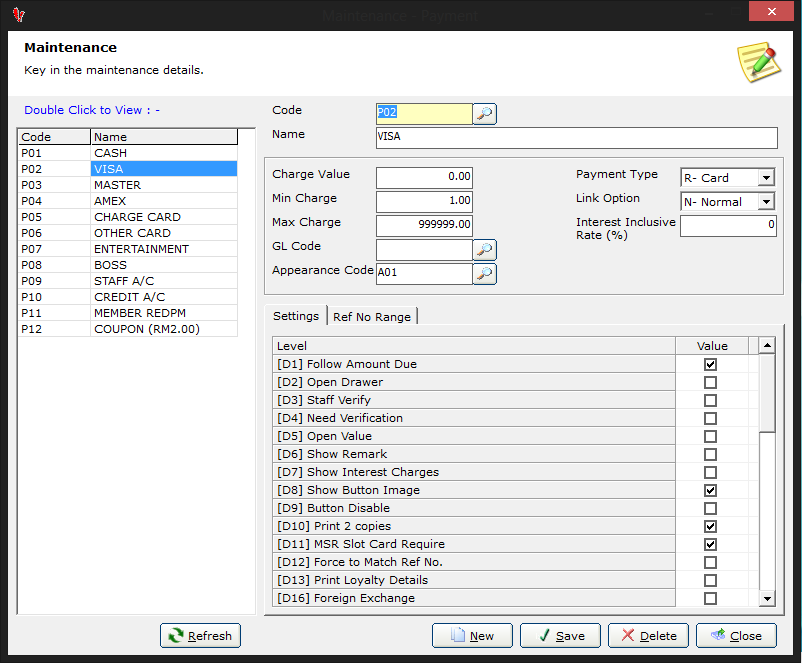 Maintenance - Payment
Maintenance
Key in the maintenance details.
Double Click to View : -
Code Name
P01 CASH
P02 VISA
P03 MASTER
P04 AMEX
P05 CHARGE CARD
P06 OTHER CARD
P07 ENTERTAINMENT
P08 BOSS
P09 STAFF A/C
P10 CREDIT A/C
P11 MEMBER REDPM
P12 COUPON (RM2.00)
Refresh
Code P02
Name VISA
Charge Value 0.00
Min Charge 1.00
Max Charge 999999.00
GL Code
Appearance Code A01
Payment Type R- Card
Link Option N- Normal
Interest Inclusive
Rate (%) 0
Settings Ref No Range
Level Value
[D1] Follow Amount Due
[D2] Open Drawer
[D3] Staff Verify
[D4] Need Verification
[D5] Open Value
[D6] Show Remark
[D7] Show Interest Charges
[D8] Show Button Image
[D9] Button Disable
[D10] Print 2 copies
[D11] MSR Slot Card Require
[D12] Force to Match Ref No.
[D13] Print Loyalty Details
[D16] Foreign Exchange
New Save Delete Close